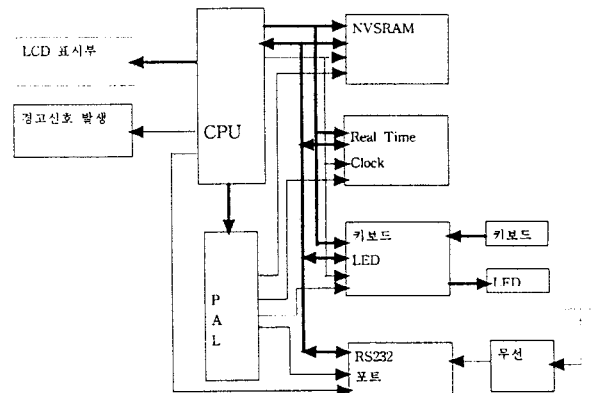 LCD 표시부
경고신호 발생
CPU
NVSRAM
Real Time
Clock
키보드
LED
키보드
LED
P
A
L
RS232
포트
무선